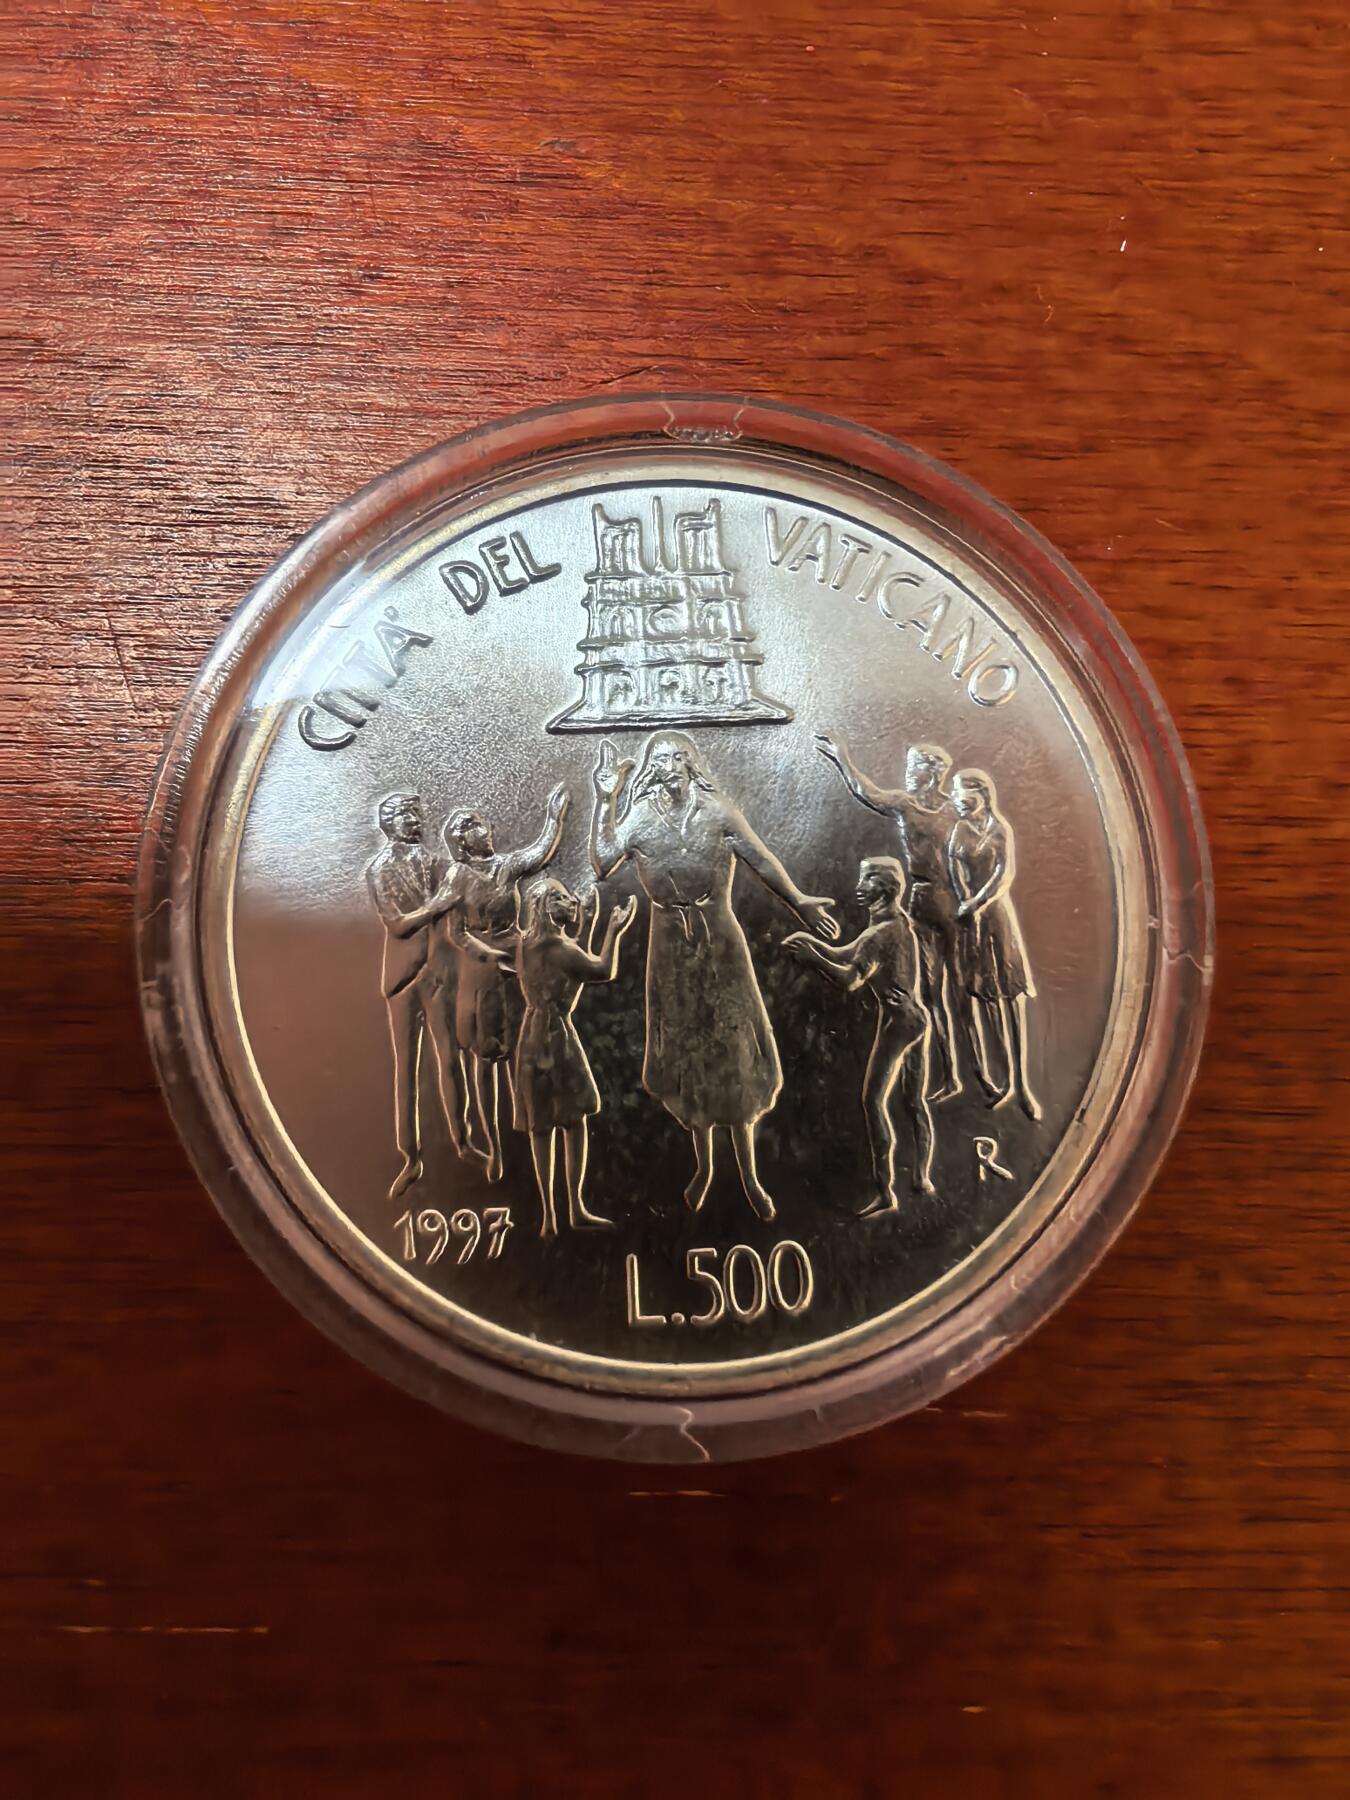 CITTA' DEL VATICANO
R
1997
L.500